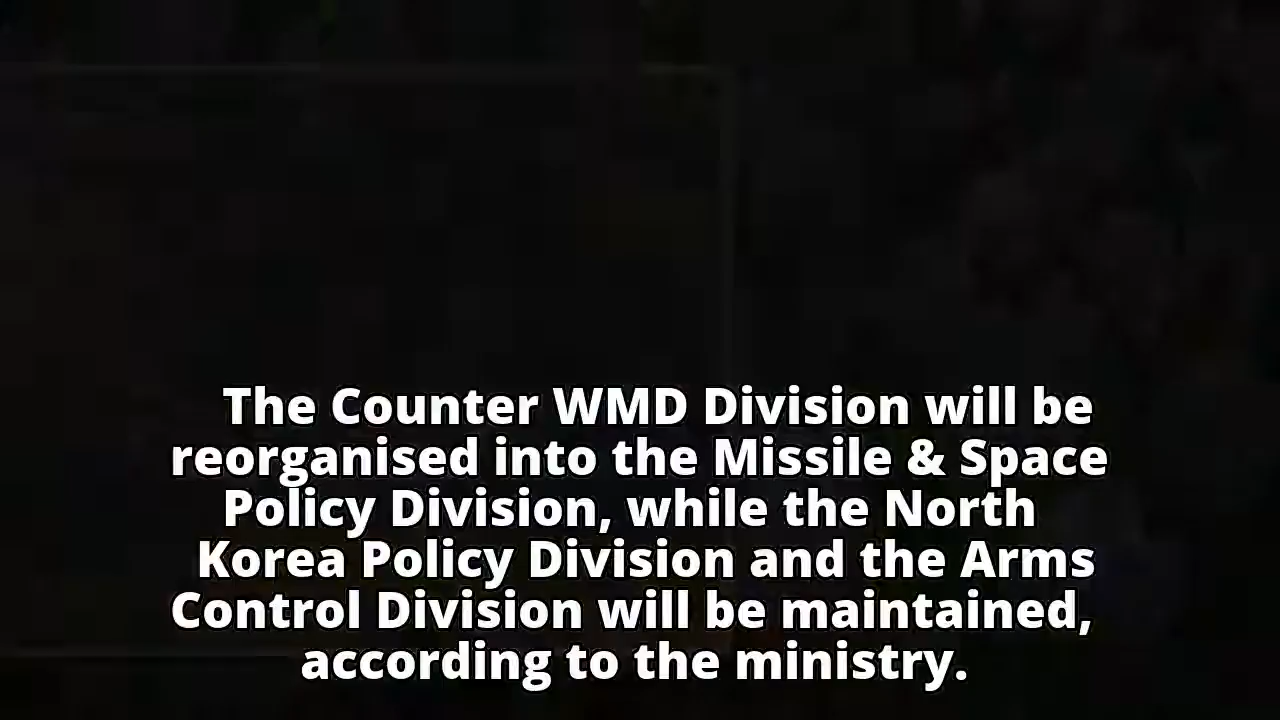 The Counter WMD Division will be
reorganised into the Missile & Space
Policy Division, while the North
Korea Policy Division and the Arms
Control Division will be maintained,
according to the ministry.